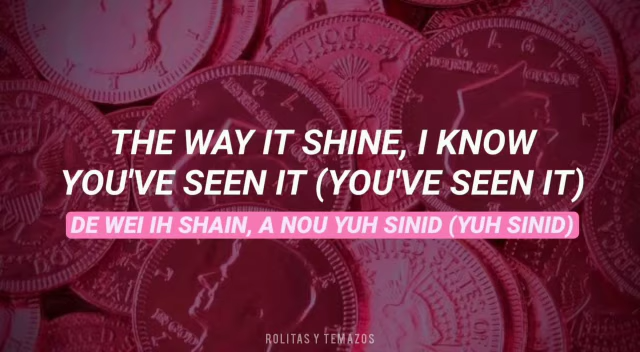 THE WAY IT SHINE, I KNOW
YOU'VE SEEN IT (YOU'VE SEEN IT)
DE WEI IH SHAIN, A NOU YUH SINID (YUH SINID)
ROLITAS Y TEMAZOS